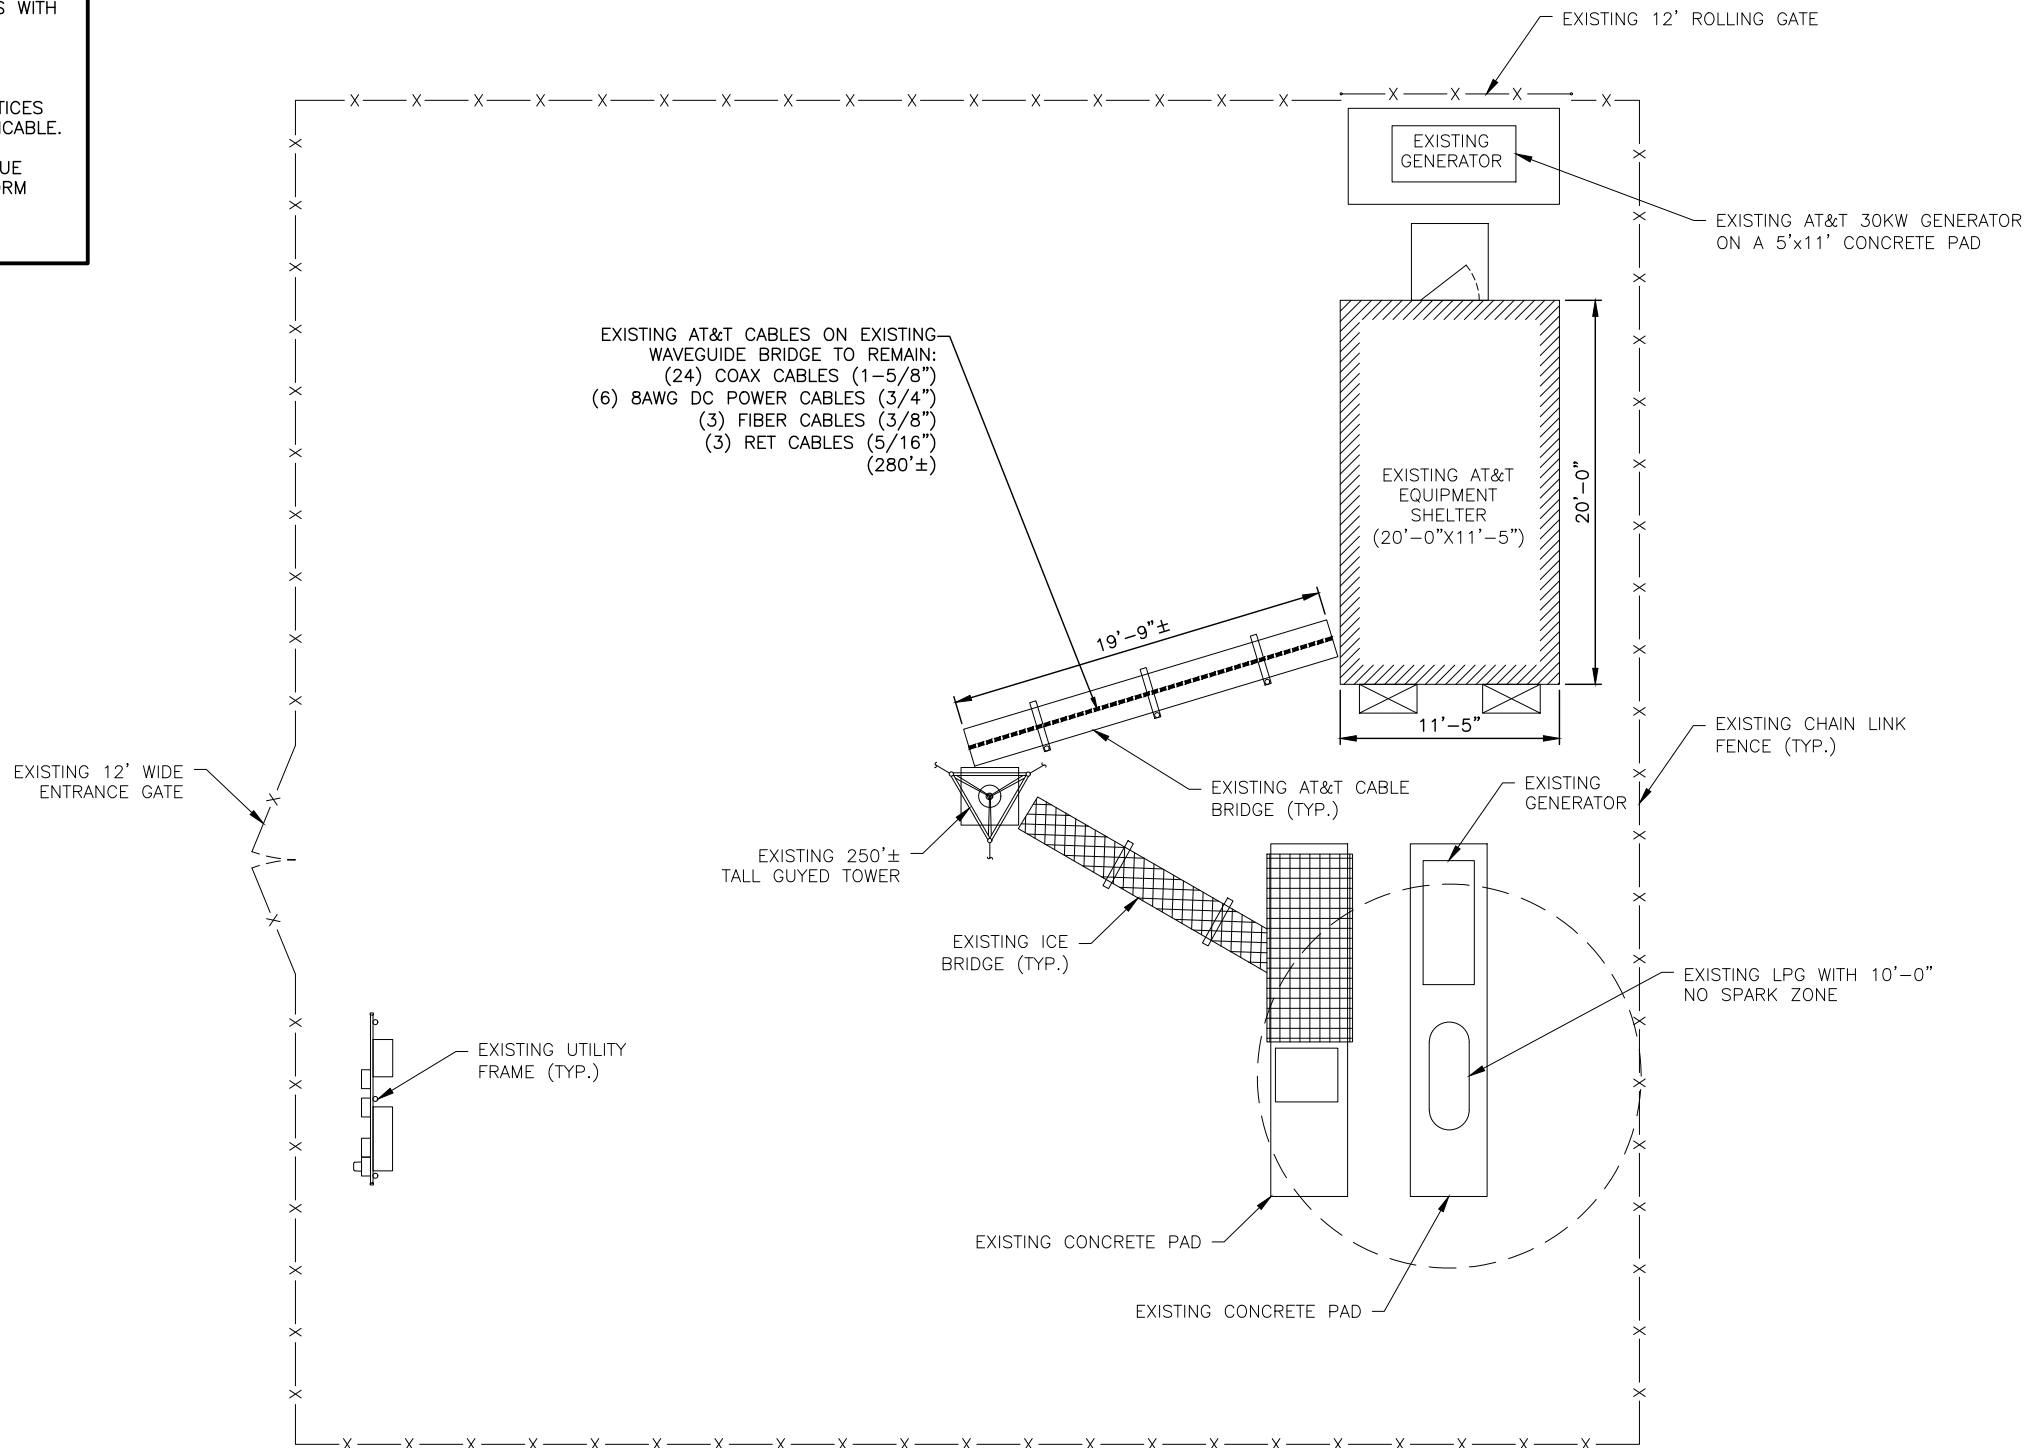 S WITH
TICES
ICABLE.
UE
ORM
EXISTING 12' ROLLING GATE
EXISTING
GENERATOR
EXISTING AT&T 30KW GENERATOR
ON A 5'x11' CONCRETE PAD
EXISTING AT&T CABLES ON EXISTING
WAVEGUIDE BRIDGE TO REMAIN:
(24) COAX CABLES (1-5/8")
(6) 8AWG DC POWER CABLES (3/4")
(3) FIBER CABLES (3/8")
(3) RET CABLES (5/16")
(280'±)
EXISTING AT&T
EQUIPMENT
SHELTER
(20'-0"X11'-5")
20'-0"
19'-9"±
11'-5"
EXISTING CHAIN LINK
FENCE (TYP.)
EXISTING 12' WIDE
ENTRANCE GATE
EXISTING AT&T CABLE
BRIDGE (TYP.)
EXISTING
GENERATOR
EXISTING 250'±
TALL GUYED TOWER
EXISTING ICE
BRIDGE (TYP.)
EXISTING LPG WITH 10'-0"
NO SPARK ZONE
EXISTING UTILITY
FRAME (TYP.)
EXISTING CONCRETE PAD
EXISTING CONCRETE PAD